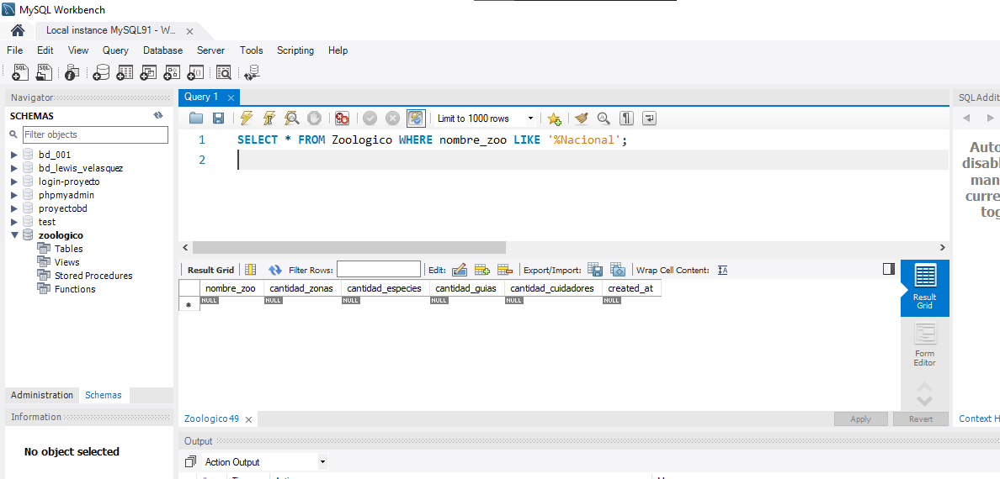 MySQL Workbench
Local instance MySQL91 - W...
File Edit View Query Database Server Tools Scripting Help
Navigator
SCHEMAS
Filter objects
bd_001
bd_lewis_velasquez
login-proyecto
phpmyadmin
proyectobd
test
zoologico
Tables
Views
Stored Procedures
Functions
Administration Schemas
Information
No object selected
Query 1
Limit to 1000 rows
1 SELECT * FROM Zoologico WHERE nombre_zoo LIKE '%Nacional';
2
Result Grid Filter Rows: Edit: Export/Import: Wrap Cell Content:
nombre_zoo cantidad_zonas cantidad_especies cantidad_guias cantidad_cuidadores created_at
NULL NULL NULL NULL NULL NULL
Result
Grid
Form
Editor
Zoologico 49
Apply Revert
Output
Action Output
SQLAddit
Auto
disabl
man
curre
tog
Context H